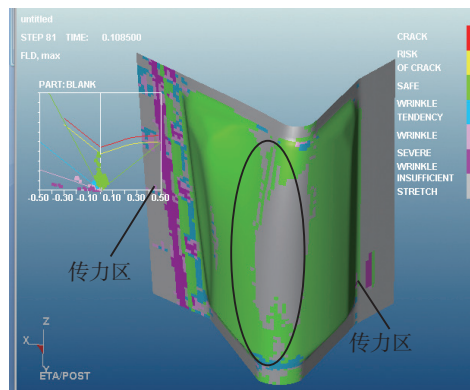 untitled
STEP 81 TIME: 0.108500
FLD, max
PART: BLANK
-0.50 -0.30 -0.10 0.10 0.30 0.50
CRACK
RISK
OF CRACK
SAFE
WRINKLE
TENDENCY
WRINKLE
SEVERE
WRINKLE
INSUFFICIENT
STRETCH
传力区
传力区
Z
X
Y
ETA/POST